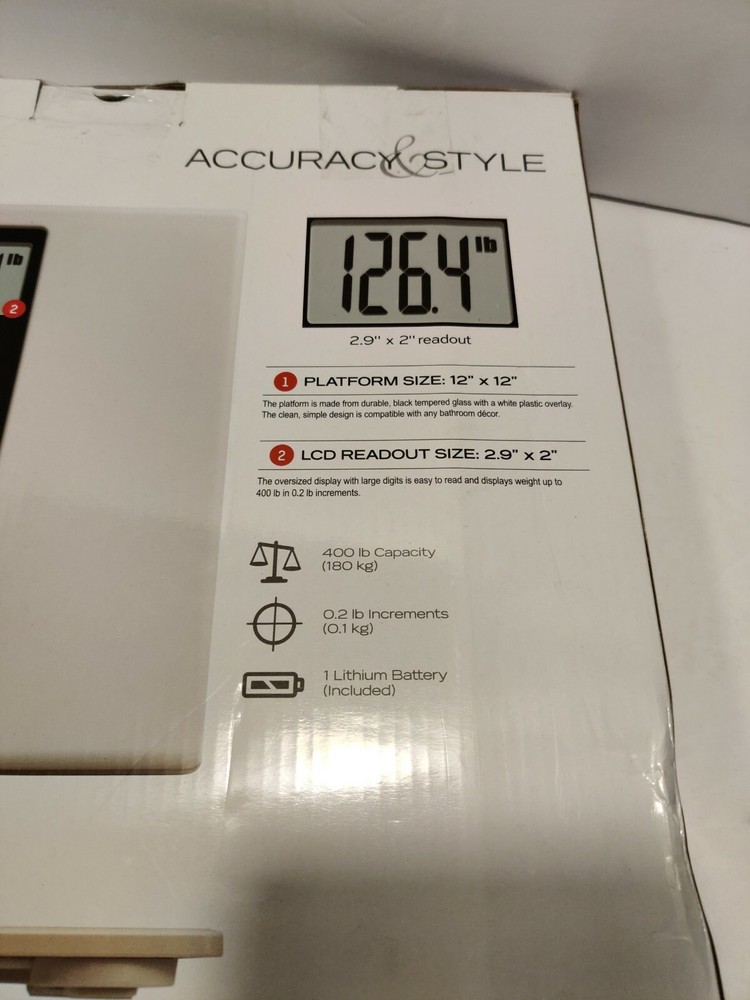 ACCURACY & STYLE
lb
2
126.4 lb
2.9" x 2" readout
1 PLATFORM SIZE: 12" x 12"
The platform is made from durable, black tempered glass with a white plastic overlay.
The clean, simple design is compatible with any bathroom décor.
2 LCD READOUT SIZE: 2.9" x 2"
The oversized display with large digits is easy to read and displays weight up to
400 lb in 0.2 lb increments.
400 lb Capacity
(180 kg)
0.2 lb Increments
(0.1 kg)
1 Lithium Battery
(Included)